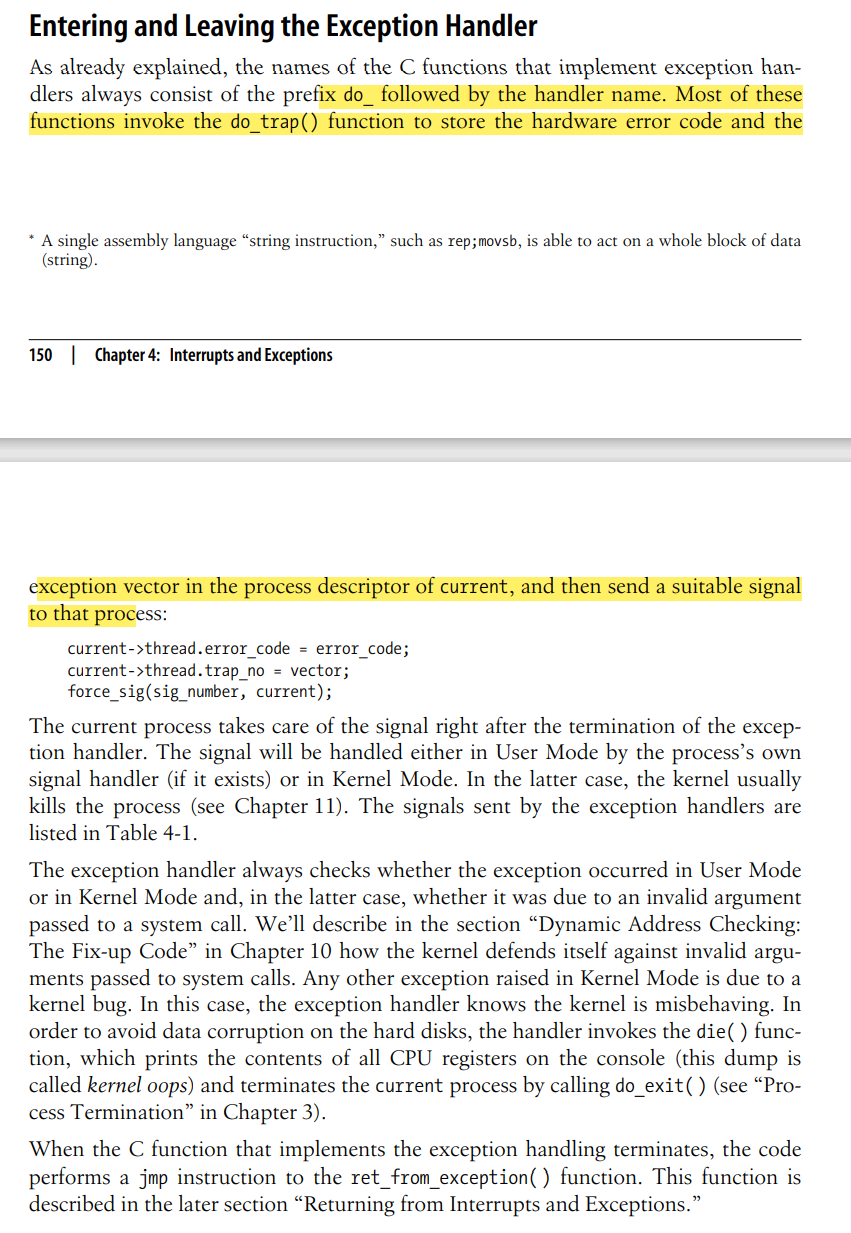 Entering and Leaving the Exception Handler
As already explained, the names of the C functions that implement exception han-
dlers always consist of the prefix do_ followed by the handler name. Most of these
functions invoke the do_trap() function to store the hardware error code and the
* A single assembly language “string instruction,” such as rep;movsb, is able to act on a whole block of data
(string).
150 | Chapter 4: Interrupts and Exceptions
exception vector in the process descriptor of current, and then send a suitable signal
to that process:
current->thread.error_code = error_code;
current->thread.trap_no = vector;
force_sig(sig_number, current);
The current process takes care of the signal right after the termination of the excep-
tion handler. The signal will be handled either in User Mode by the process’s own
signal handler (if it exists) or in Kernel Mode. In the latter case, the kernel usually
kills the process (see Chapter 11). The signals sent by the exception handlers are
listed in Table 4-1.
The exception handler always checks whether the exception occurred in User Mode
or in Kernel Mode and, in the latter case, whether it was due to an invalid argument
passed to a system call. We’ll describe in the section “Dynamic Address Checking:
The Fix-up Code” in Chapter 10 how the kernel defends itself against invalid argu-
ments passed to system calls. Any other exception raised in Kernel Mode is due to a
kernel bug. In this case, the exception handler knows the kernel is misbehaving. In
order to avoid data corruption on the hard disks, the handler invokes the die( ) func-
tion, which prints the contents of all CPU registers on the console (this dump is
called kernel oops) and terminates the current process by calling do_exit( ) (see “Pro-
cess Termination” in Chapter 3).
When the C function that implements the exception handling terminates, the code
performs a jmp instruction to the ret_from_exception( ) function. This function is
described in the later section “Returning from Interrupts and Exceptions.”